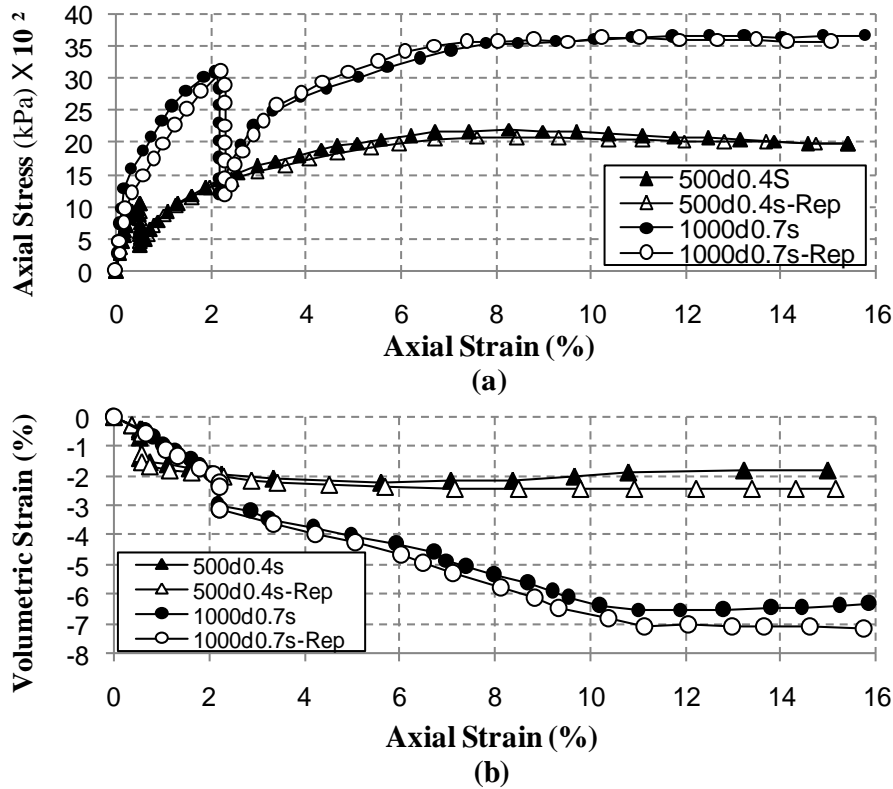 Axial Stress (kPa) X 10 ²
40
35
30
25
20
15
10
5
0
500d0.4S
500d0.4s-Rep
1000d0.7s
1000d0.7s-Rep
0 2 4 6 8 10 12 14 16
Axial Strain (%)
(a)
Volumetric Strain (%)
0
-1
-2
-3
-4
-5
-6
-7
-8
500d0.4s
500d0.4s-Rep
1000d0.7s
1000d0.7s-Rep
0 2 4 6 8 10 12 14 16
Axial Strain (%)
(b)